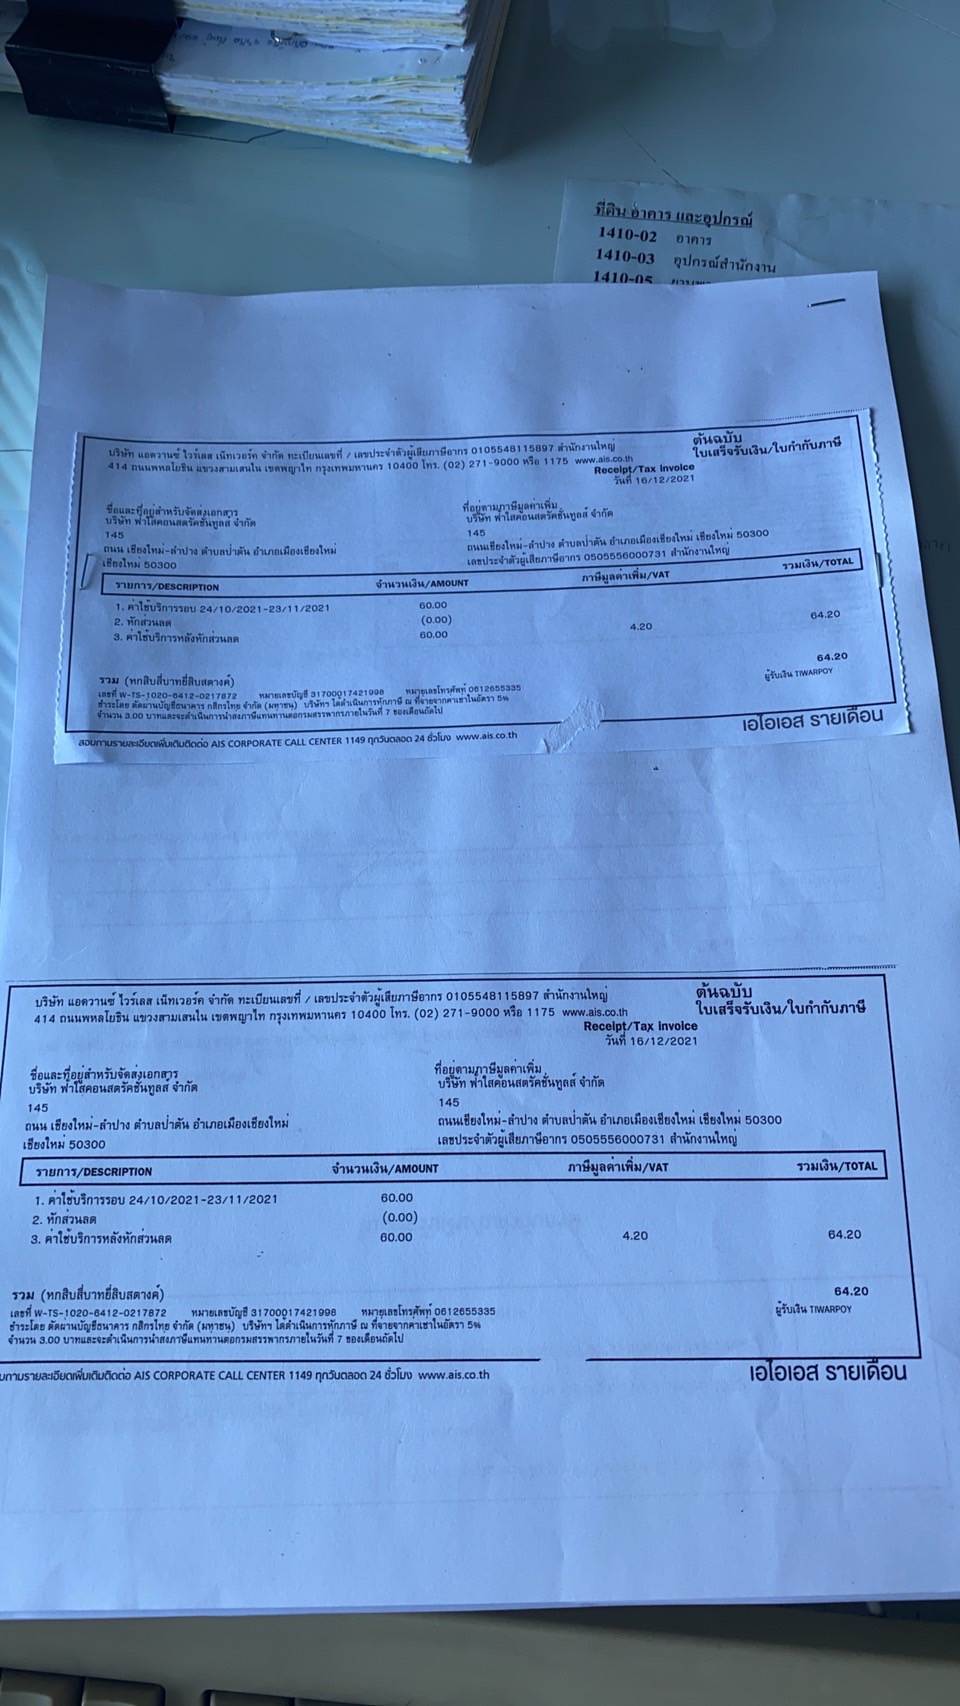 ที่ดิน อาคาร และอุปกรณ์
1410-02 อาคาร
1410-03 อุปกรณ์สำนักงาน
1410-05
บริษัท แอดวานซ์ ไวร์เลส เน็ทเวอร์ค จำกัด ทะเบียนเลขที่ / เลขประจำตัวผู้เสียภาษีอากร 0105548115897 สำนักงานใหญ่
414 ถนนพหลโยธิน แขวงสามเสนใน เขตพญาไท กรุงเทพมหานคร 10400 โทร. (02) 271-9000 หรือ 1175 www.ais.co.th
ต้นฉบับ
ใบเสร็จรับเงิน/ใบกำกับภาษี
Receipt/Tax Invoice
วันที่ 16/12/2021
ชื่อและที่อยู่สำหรับจัดส่งเอกสาร
บริษัท ฟ้าใสคอนสตรัคชั่นทูลส์ จำกัด
145
ถนน เชียงใหม่-ลำปาง ตำบลป่าตัน อำเภอเมืองเชียงใหม่
เชียงใหม่ 50300
ที่อยู่ตามภาษีมูลค่าเพิ่ม
บริษัท ฟ้าใสคอนสตรัคชั่นทูลส์ จำกัด
145
ถนนเชียงใหม่-ลำปาง ตำบลป่าตัน อำเภอเมืองเชียงใหม่ เชียงใหม่ 50300
เลขประจำตัวผู้เสียภาษีอากร 0505556000731 สำนักงานใหญ่
รายการ/DESCRIPTION จำนวนเงิน/AMOUNT ภาษีมูลค่าเพิ่ม/VAT รวมเงิน/TOTAL
1. ค่าใช้บริการรอบ 24/10/2021-23/11/2021 60.00
2. หักส่วนลด (0.00)
3. ค่าใช้บริการหลังหักส่วนลด 60.00 4.20 64.20
รวม (หกสิบสี่บาทยี่สิบสตางค์) 64.20
เลขที่ W-TS-1020-6412-0217872 หมายเลขบัญชี 31700017421998 หมายเลขโทรศัพท์ 0612655335
ผู้รับเงิน TIWARPOY
ชำระโดย ตัดผ่านบัญชีธนาคาร กสิกรไทย จำกัด (มหาชน) บริษัทฯ ได้ดำเนินการหักภาษี ณ ที่จ่ายจากค่าเช่าในอัตรา 5%
จำนวน 3.00 บาทและจะดำเนินการนำส่งภาษีแทนท่านต่อกรมสรรพากรภายในวันที่ 7 ของเดือนถัดไป
เอไอเอส รายเดือน
สอบถามรายละเอียดเพิ่มเติมติดต่อ AIS CORPORATE CALL CENTER 1149 ทุกวันตลอด 24 ชั่วโมง www.ais.co.th
บริษัท แอดวานซ์ ไวร์เลส เน็ทเวอร์ค จำกัด ทะเบียนเลขที่ / เลขประจำตัวผู้เสียภาษีอากร 0105548115897 สำนักงานใหญ่
414 ถนนพหลโยธิน แขวงสามเสนใน เขตพญาไท กรุงเทพมหานคร 10400 โทร. (02) 271-9000 หรือ 1175 www.ais.co.th
ต้นฉบับ
ใบเสร็จรับเงิน/ใบกำกับภาษี
Receipt/Tax Invoice
วันที่ 16/12/2021
ชื่อและที่อยู่สำหรับจัดส่งเอกสาร
บริษัท ฟ้าใสคอนสตรัคชั่นทูลส์ จำกัด
145
ถนน เชียงใหม่-ลำปาง ตำบลป่าตัน อำเภอเมืองเชียงใหม่
เชียงใหม่ 50300
ที่อยู่ตามภาษีมูลค่าเพิ่ม
บริษัท ฟ้าใสคอนสตรัคชั่นทูลส์ จำกัด
145
ถนนเชียงใหม่-ลำปาง ตำบลป่าตัน อำเภอเมืองเชียงใหม่ เชียงใหม่ 50300
เลขประจำตัวผู้เสียภาษีอากร 0505556000731 สำนักงานใหญ่
รายการ/DESCRIPTION จำนวนเงิน/AMOUNT ภาษีมูลค่าเพิ่ม/VAT รวมเงิน/TOTAL
1. ค่าใช้บริการรอบ 24/10/2021-23/11/2021 60.00
2. หักส่วนลด (0.00)
3. ค่าใช้บริการหลังหักส่วนลด 60.00 4.20 64.20
รวม (หกสิบสี่บาทยี่สิบสตางค์) 64.20
เลขที่ W-TS-1020-6412-0217872 หมายเลขบัญชี 31700017421998 หมายเลขโทรศัพท์ 0612655335
ผู้รับเงิน TIWARPOY
ชำระโดย ตัดผ่านบัญชีธนาคาร กสิกรไทย จำกัด (มหาชน) บริษัทฯ ได้ดำเนินการหักภาษี ณ ที่จ่ายจากค่าเช่าในอัตรา 5%
จำนวน 3.00 บาทและจะดำเนินการนำส่งภาษีแทนท่านต่อกรมสรรพากรภายในวันที่ 7 ของเดือนถัดไป
เอไอเอส รายเดือน
บถามรายละเอียดเพิ่มเติมติดต่อ AIS CORPORATE CALL CENTER 1149 ทุกวันตลอด 24 ชั่วโมง www.ais.co.th